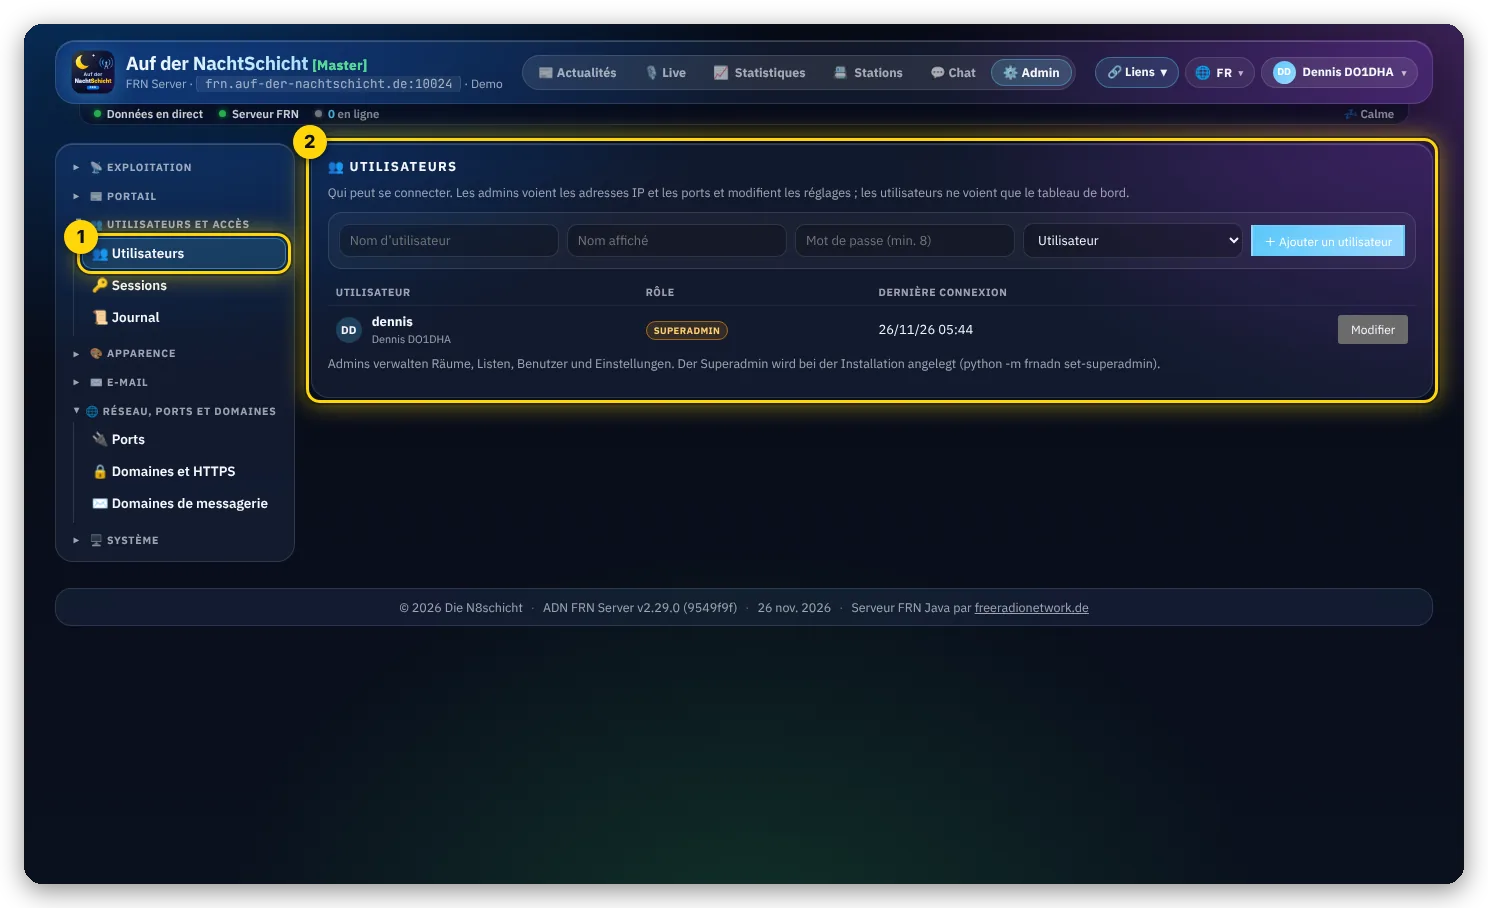 Auf der NachtSchicht [Master]
FRN Server · frn.auf-der-nachtschicht.de:10024 · Demo
Actualités
Live
Statistiques
Stations
Chat
Admin
Liens ▾
FR ▾
DD Dennis DO1DHA ▾
Données en direct
Serveur FRN
0 en ligne
Calme
1
2
EXPLOITATION
PORTAIL
UTILISATEURS ET ACCÈS
Utilisateurs
Sessions
Journal
APPARENCE
E-MAIL
RÉSEAU, PORTS ET DOMAINES
Ports
Domaines et HTTPS
Domaines de messagerie
SYSTÈME
UTILISATEURS
Qui peut se connecter. Les admins voient les adresses IP et les ports et modifient les réglages ; les utilisateurs ne voient que le tableau de bord.
Nom d’utilisateur
Nom affiché
Mot de passe (min. 8)
Utilisateur
+ Ajouter un utilisateur
UTILISATEUR
RÔLE
DERNIÈRE CONNEXION
DD
dennis
Dennis DO1DHA
SUPERADMIN
26/11/26 05:44
Modifier
Admins verwalten Räume, Listen, Benutzer und Einstellungen. Der Superadmin wird bei der Installation angelegt (python -m frnadn set-superadmin).
© 2026 Die N8schicht · ADN FRN Server v2.29.0 (9549f9f) · 26 nov. 2026 · Serveur FRN Java par freeradionetwork.de